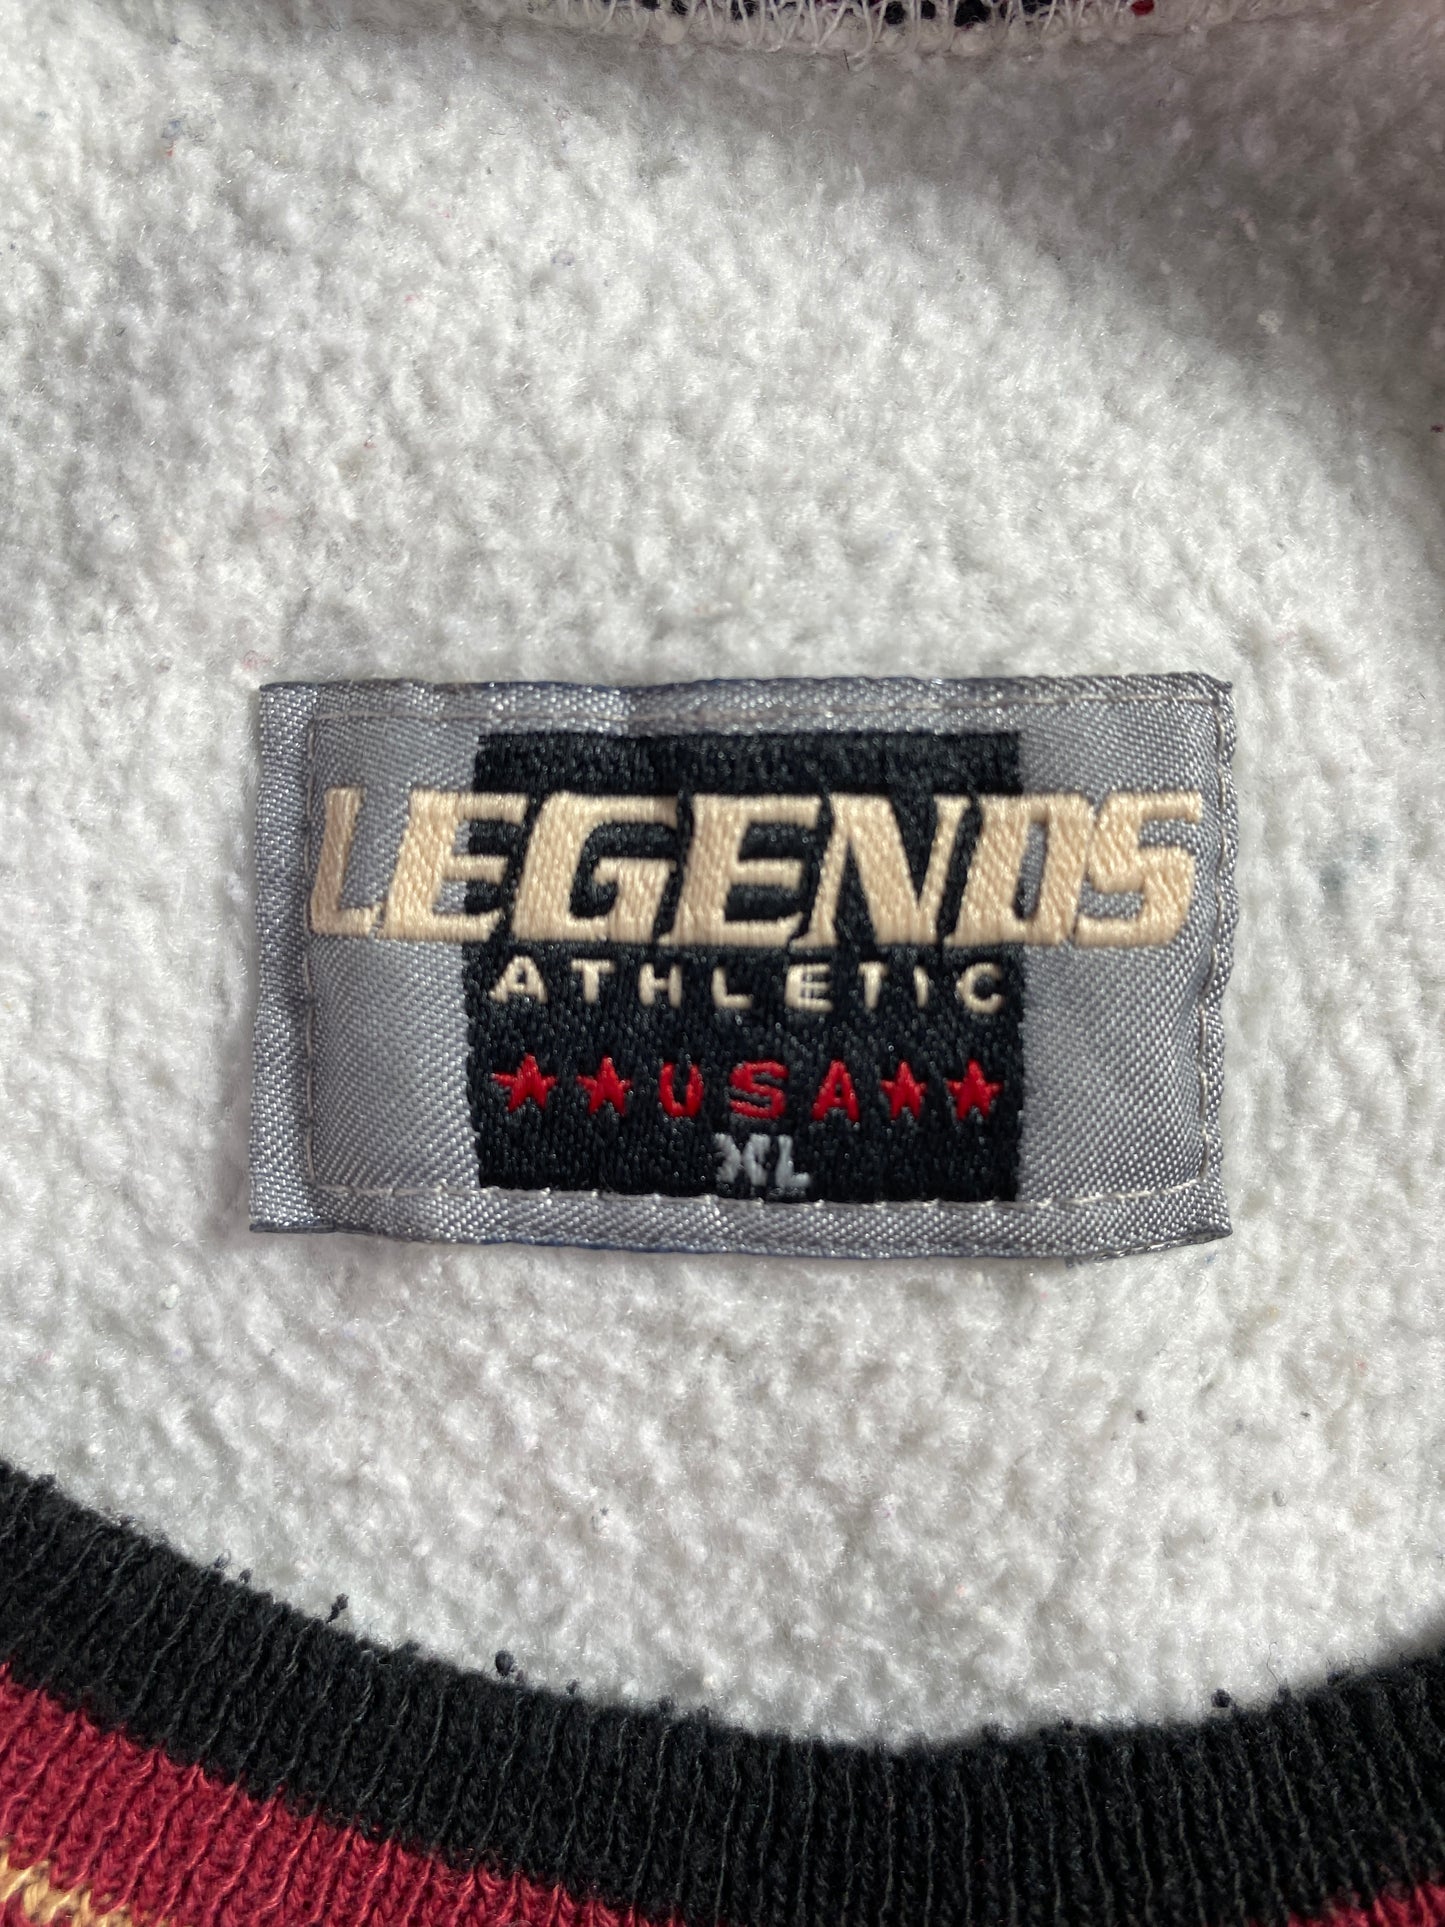 LEGENDS
ATHLETIC
★★USA★★
XL